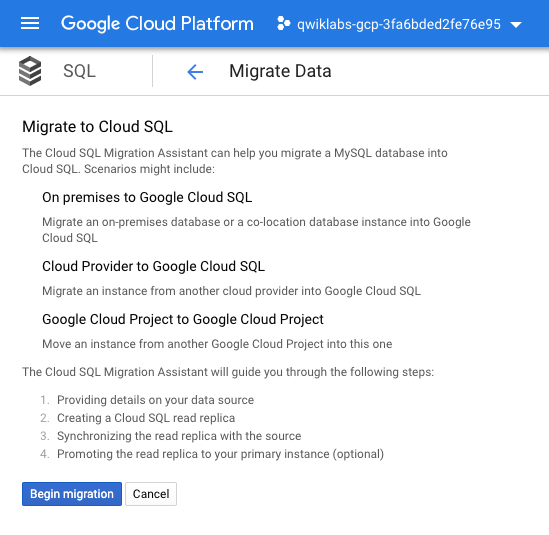 Google Cloud Platform qwiklabs-gcp-3fa6bded2fe76e95
SQL Migrate Data
Migrate to Cloud SQL
The Cloud SQL Migration Assistant can help you migrate a MySQL database into
Cloud SQL. Scenarios might include:
On premises to Google Cloud SQL
Migrate an on-premises database or a co-location database instance into Google
Cloud SQL
Cloud Provider to Google Cloud SQL
Migrate an instance from another cloud provider into Google Cloud SQL
Google Cloud Project to Google Cloud Project
Move an instance from another Google Cloud Project into this one
The Cloud SQL Migration Assistant will guide you through the following steps:
1. Providing details on your data source
2. Creating a Cloud SQL read replica
3. Synchronizing the read replica with the source
4. Promoting the read replica to your primary instance (optional)
Begin migration Cancel